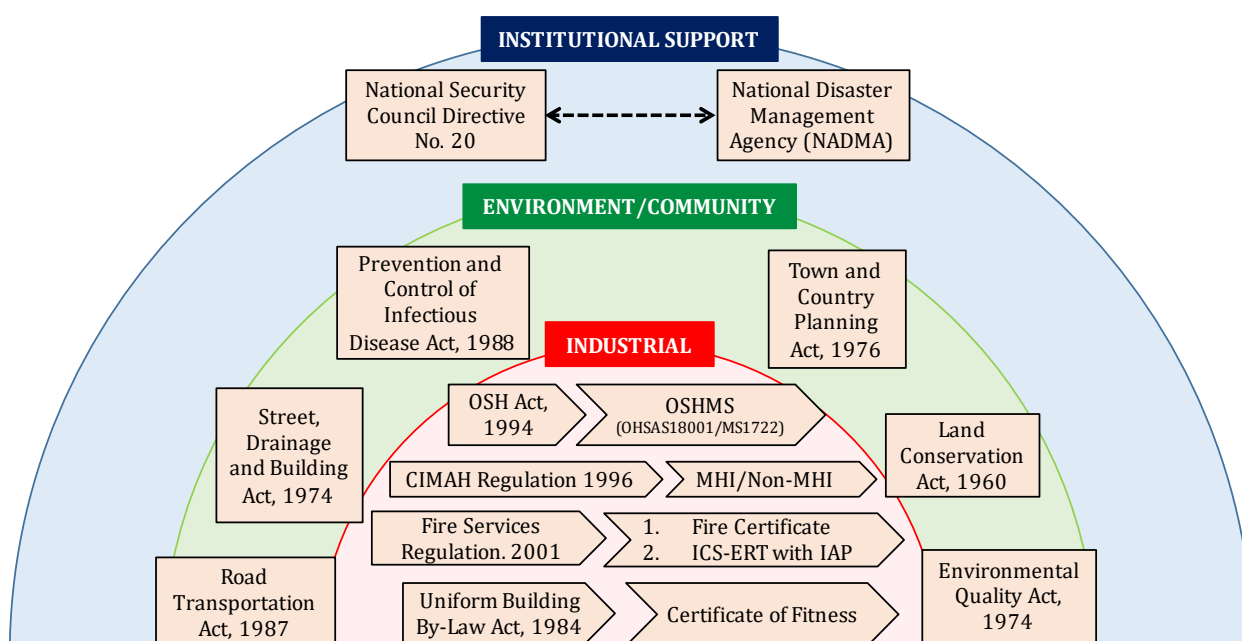 INSTITUTIONAL SUPPORT
National Security
Council Directive
No. 20
National Disaster
Management
Agency (NADMA)
ENVIRONMENT/COMMUNITY
Prevention and
Control of
Infectious
Disease Act, 1988
Town and
Country
Planning
Act, 1976
INDUSTRIAL
OSH Act,
1994
OSHMS
(OHSAS18001/MS1722)
Street,
Drainage
and Building
Act, 1974
Land
Conservation
Act, 1960
CIMAH Regulation 1996
MHI/Non-MHI
Fire Services
Regulation. 2001
1. Fire Certificate
2. ICS-ERT with IAP
Road
Transportation
Act, 1987
Environmental
Quality Act,
1974
Uniform Building
By-Law Act, 1984
Certificate of Fitness